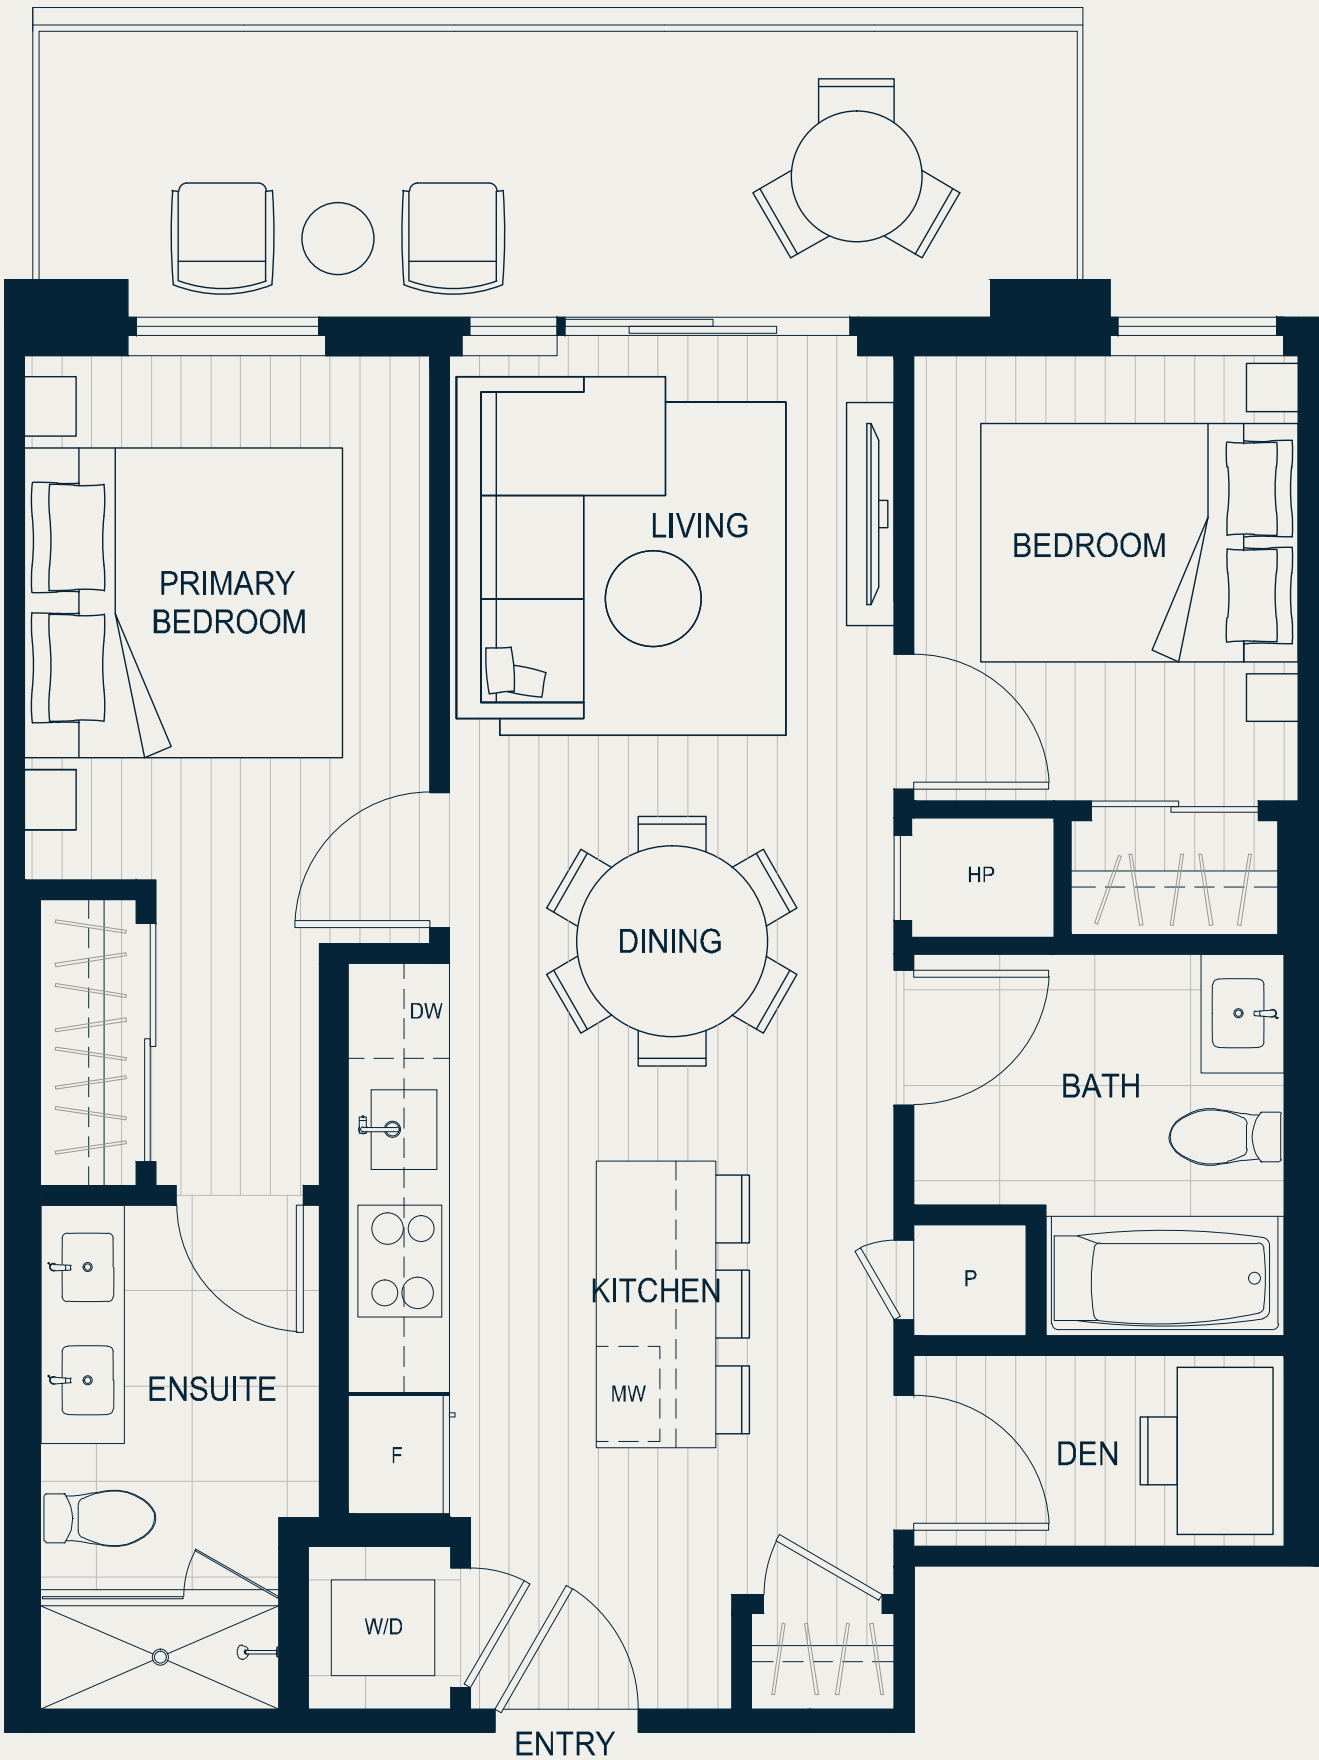 LIVING
BEDROOM
PRIMARY
BEDROOM
HP
DINING
DW
BATH
P
KITCHEN
ENSUITE
MW
F
DEN
W/D
ENTRY